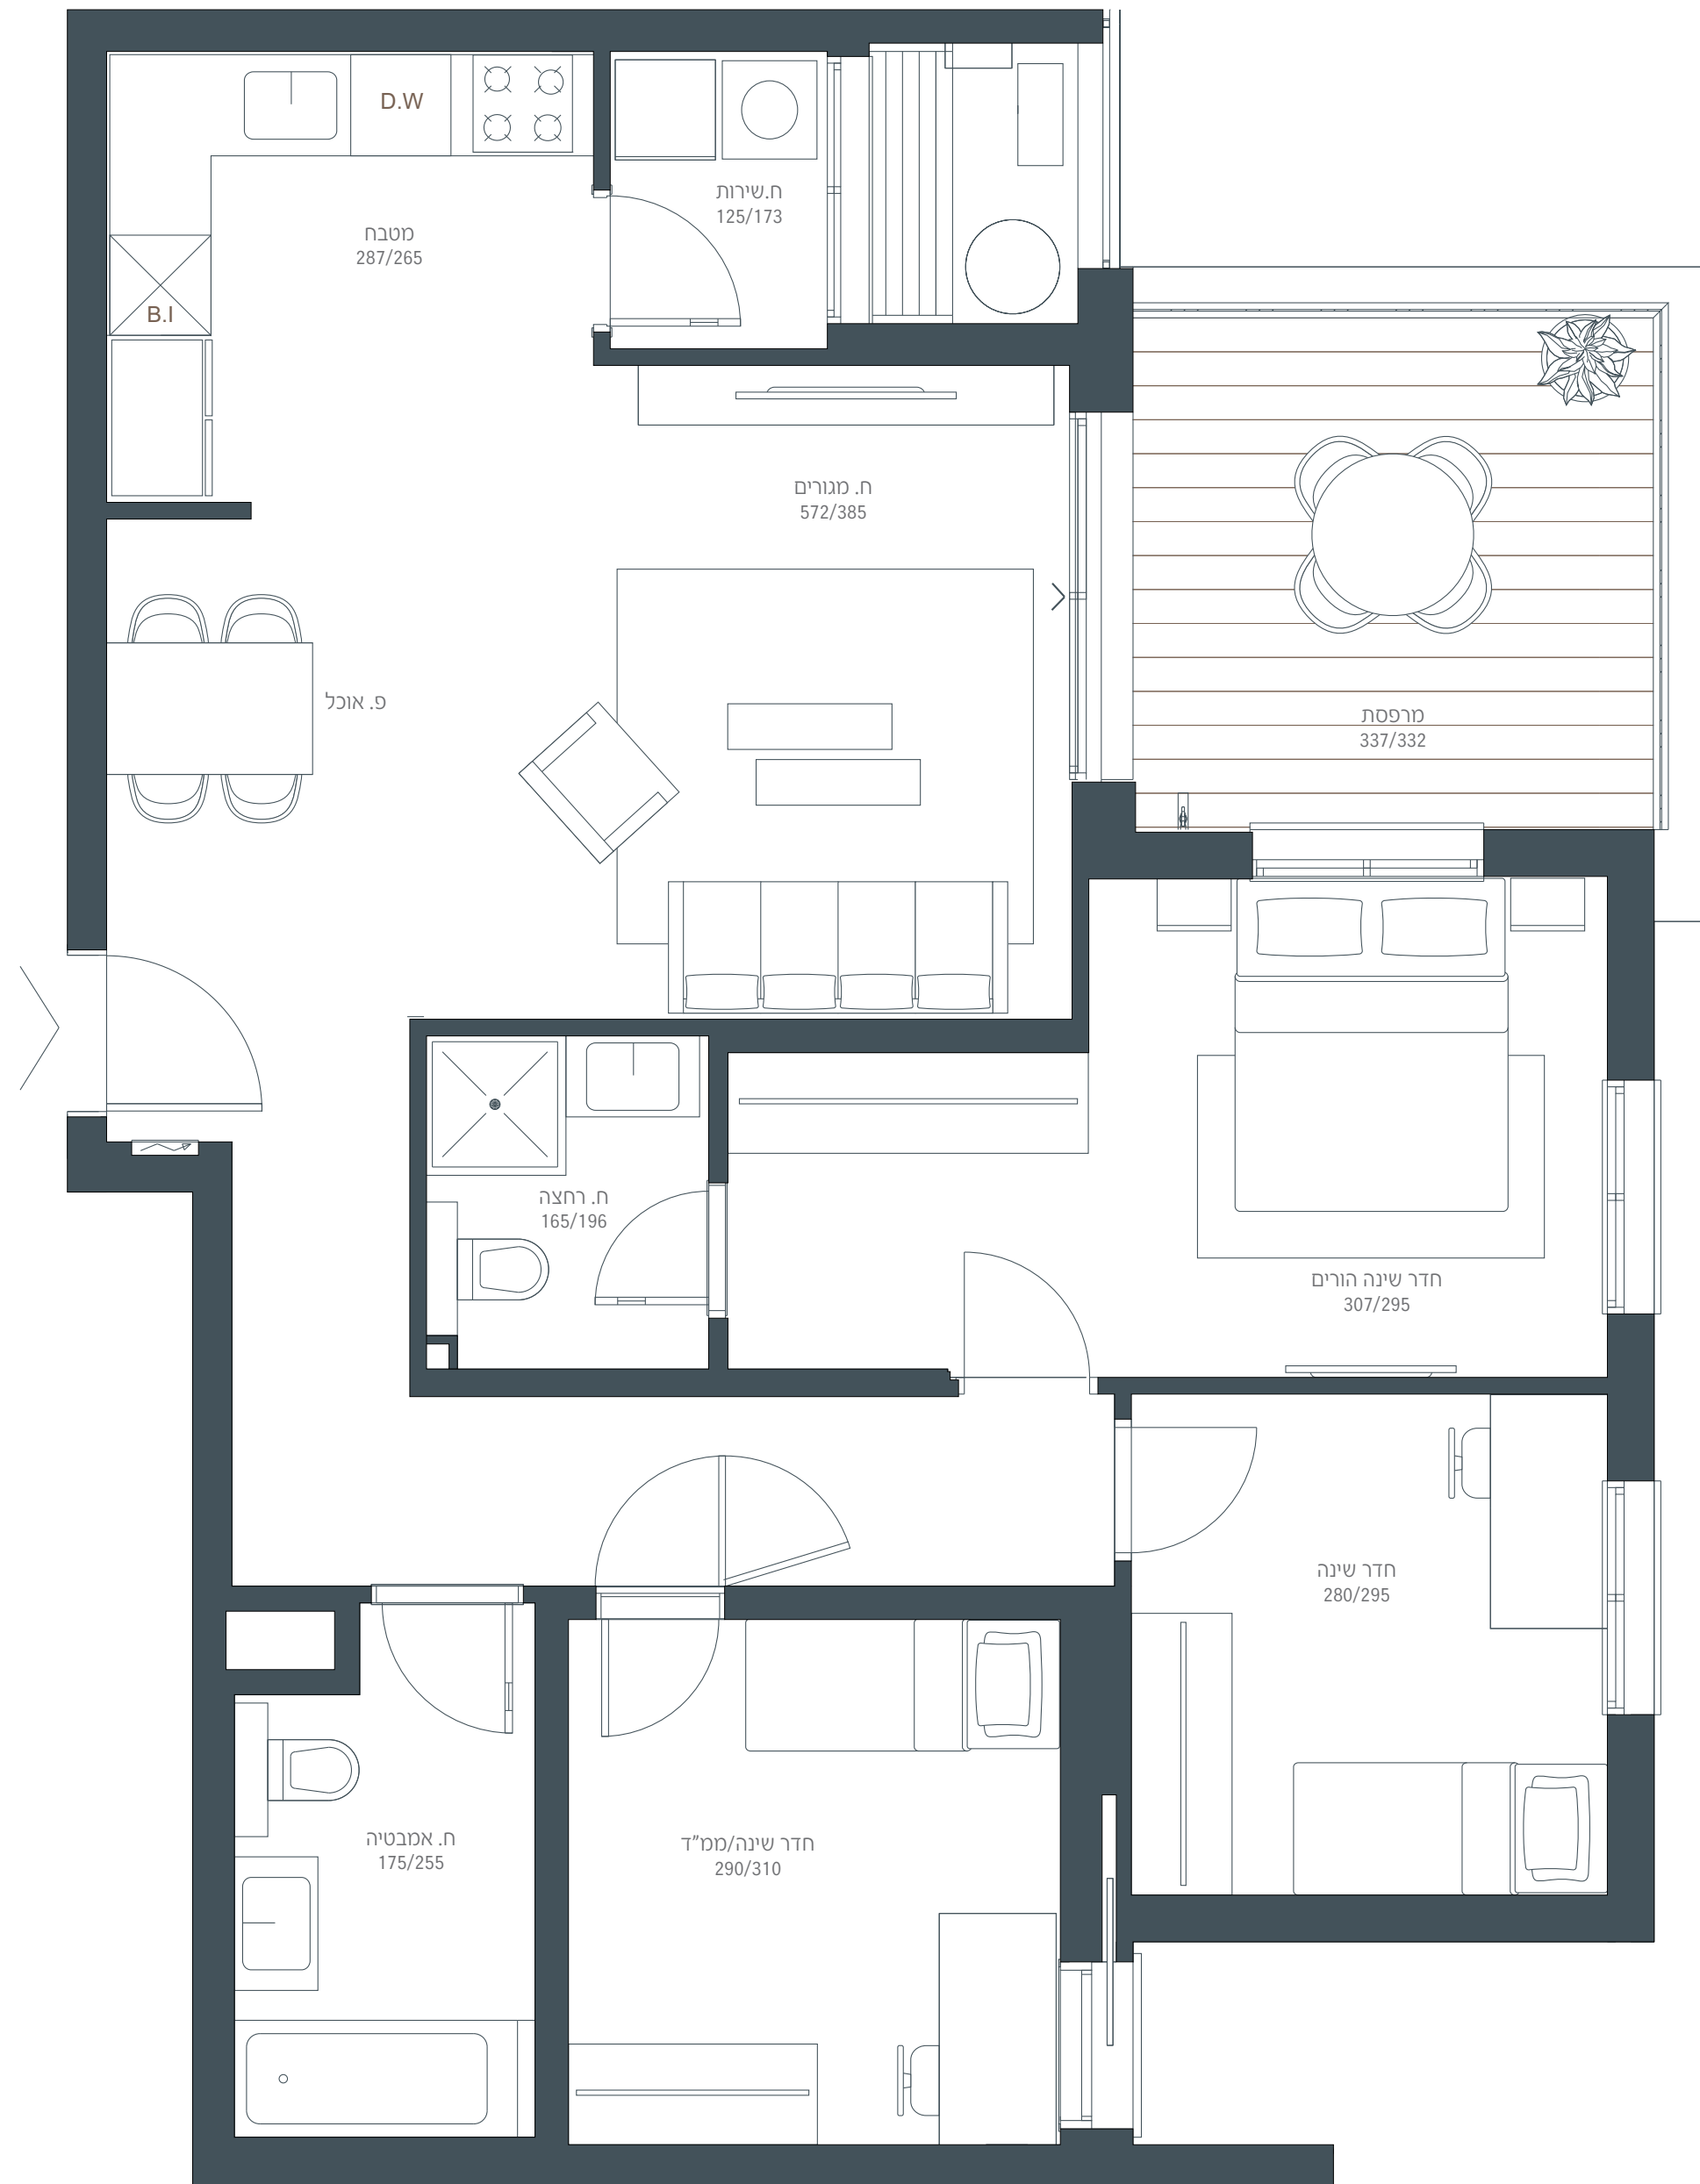 D.W
ח.שירות
125/173
מטבח
287/265
B.I
ח. מגורים
572/385
פ. אוכל
מרפסת
337/332
ח. רחצה
165/196
חדר שינה הורים
307/295
חדר שינה
280/295
ח. אמבטיה
175/255
חדר שינה/ממ"ד
290/310